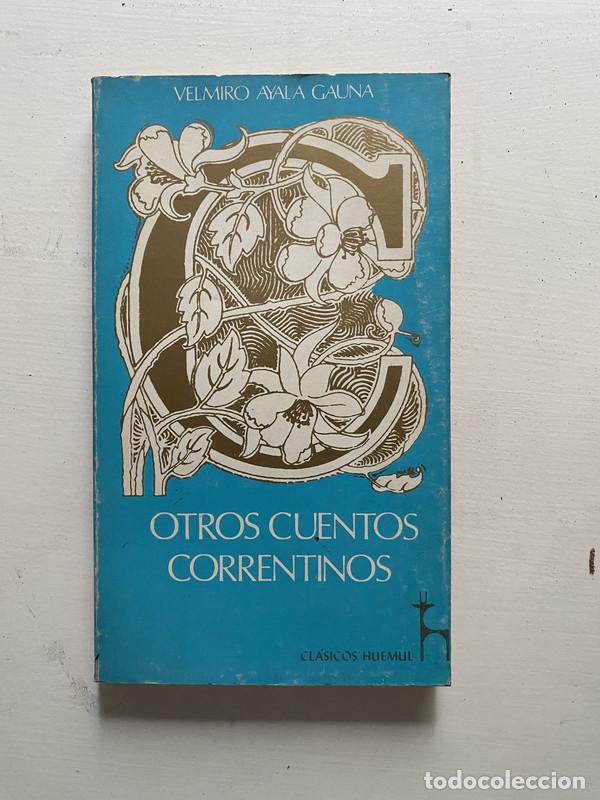 VELMIRO AYALA GAUNA
OTROS CUENTOS
CORRENTINOS
CLÁSICOS HUEMUL
todocoleccion